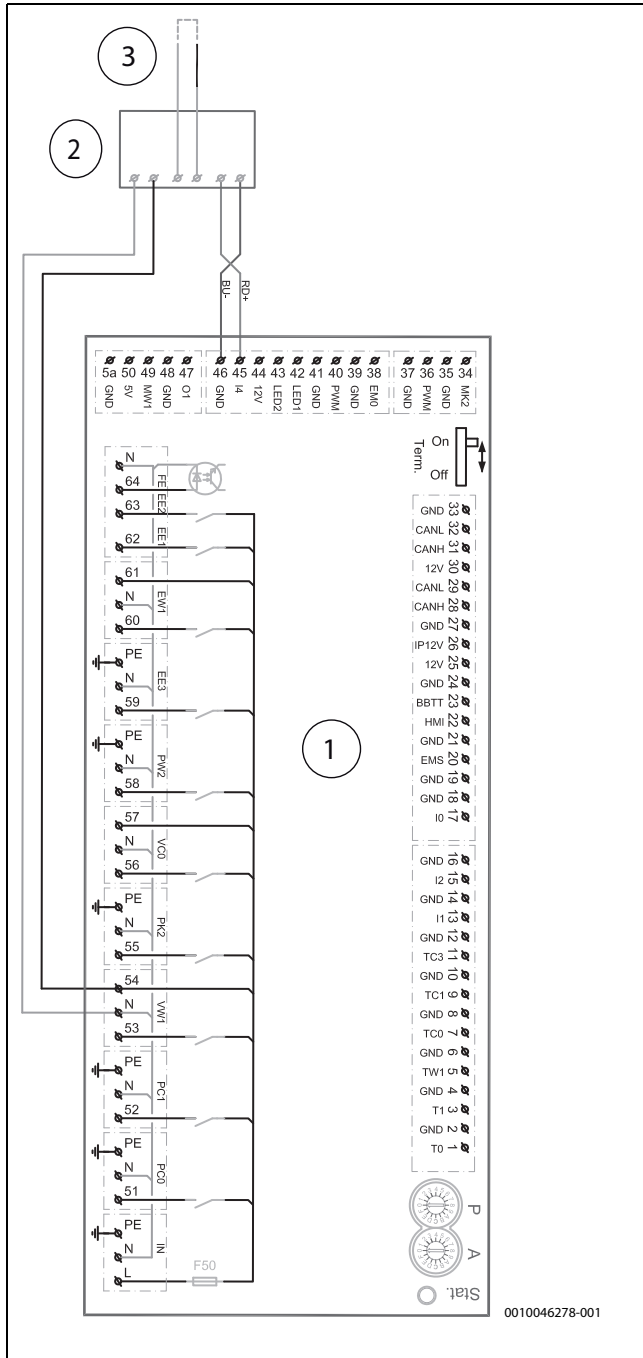 3
2
BU-
RD+
5a 50 49 48 47 46 45 44 43 42 41 40 39 38 37 36 35 34
GND 5V MW1 GND O1 GND I4 12V LED2 LED1 GND PWM GND EM0 GND PWM GND MK2
Term.
On
Off
N
64 FE
63 EE2
62 EE1
61
N EW1
60
PE
N EE3
59
PE
N PW2
58
57
N VC0
56
PE
N PK2
55
54
N VW1
53
PE
N PC1
52
PE
N PC0
51
PE
N IN
L
F50
1
GND 33
CANL 32
CANH 31
12V 30
CANL 29
CANH 28
GND 27
IP12V 26
12V 25
GND 24
BBTT 23
HMI 22
GND 21
EMS 20
GND 19
GND 18
I0 17
GND 16
I2 15
GND 14
I1 13
GND 12
TC3 11
GND 10
TC1 9
GND 8
TC0 7
GND 6
TW1 5
GND 4
T1 3
GND 2
T0 1
P
A
Stat.
0010046278-001